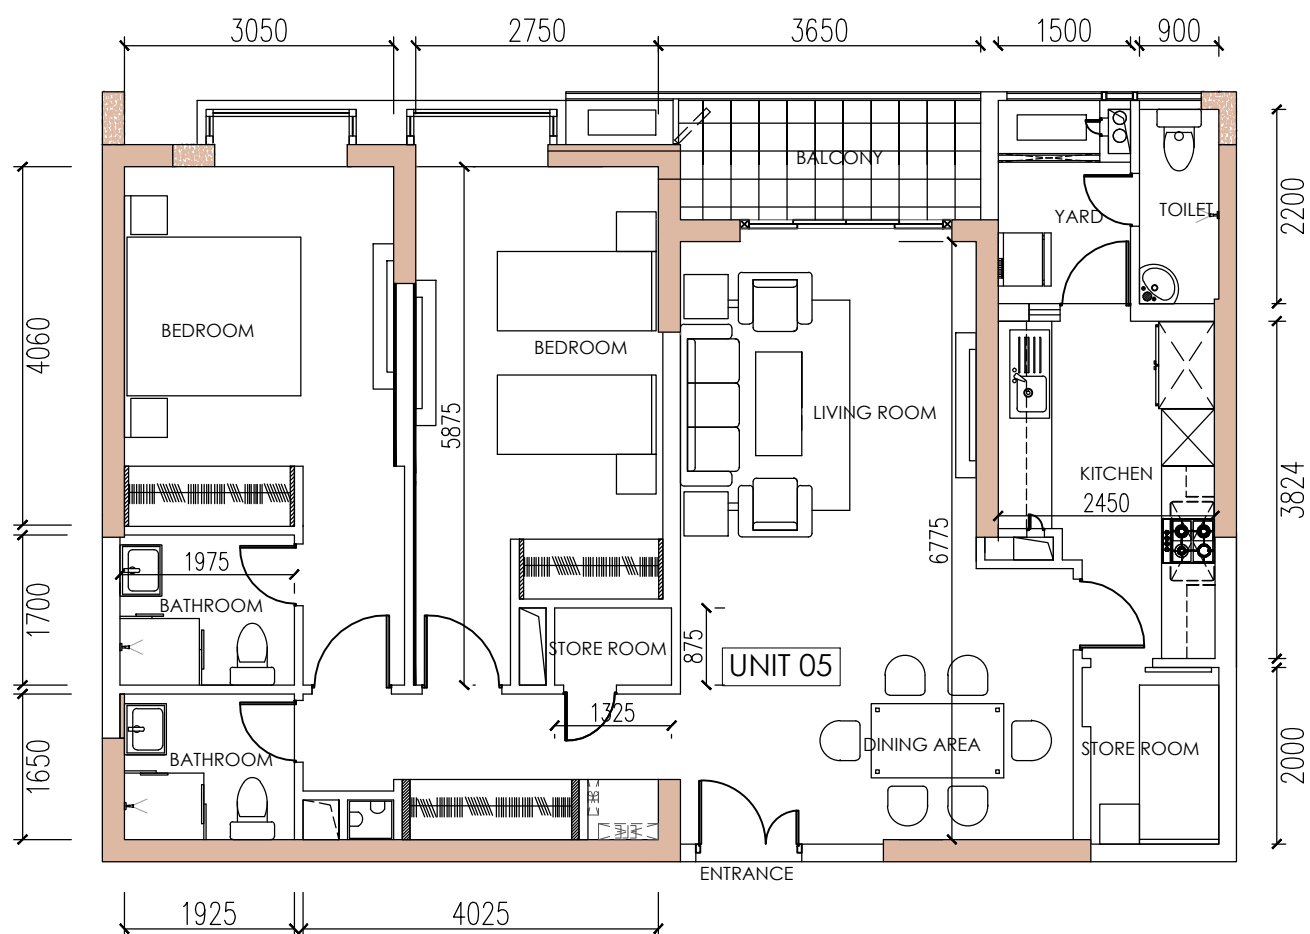 3050
2750
3650
1500
900
BALCONY
YARD
TOILET
2200
BEDROOM
BEDROOM
4060
5875
LIVING ROOM
KITCHEN
2450
3824
6775
1975
BATHROOM
1700
STORE ROOM
875
UNIT 05
1325
DINING AREA
STORE ROOM
2000
BATHROOM
1650
ENTRANCE
1925
4025